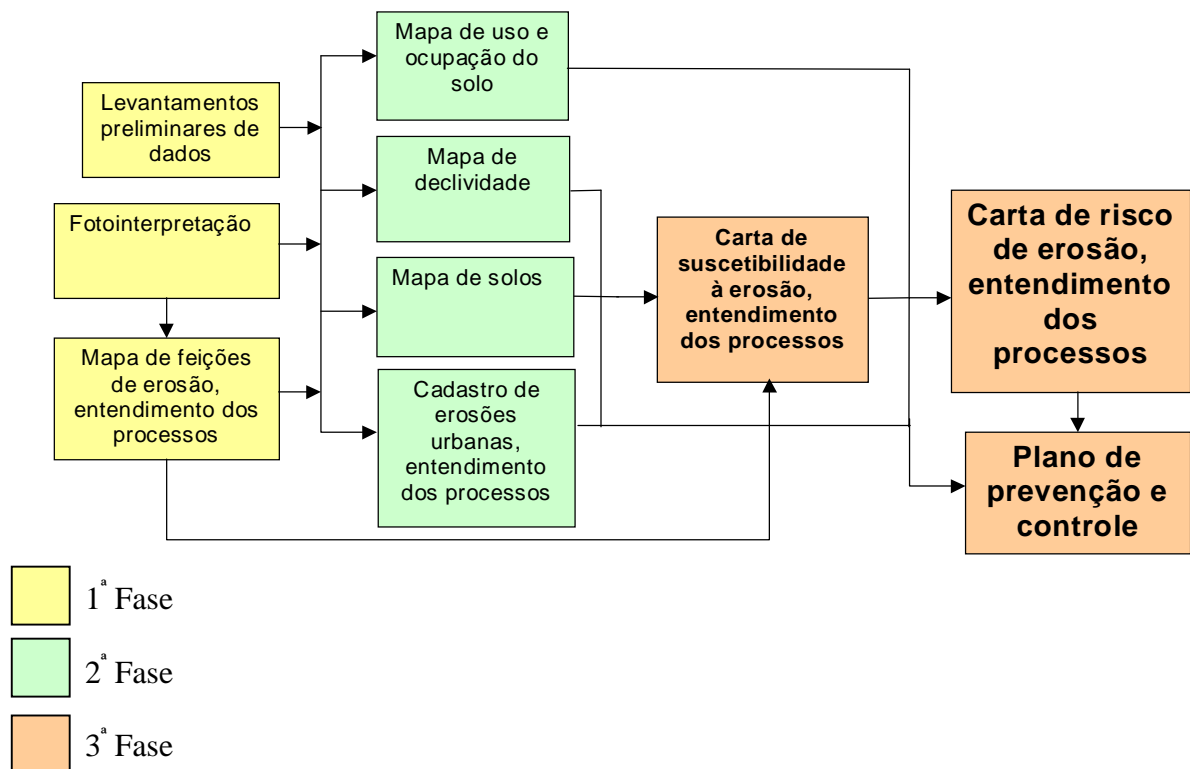 Levantamentos
preliminares de
dados
Fotointerpretação
Mapa de feições
de erosão,
entendimento dos
processos
Mapa de uso e
ocupação do
solo
Mapa de
declividade
Mapa de solos
Cadastro de
erosões
urbanas,
entendimento
dos processos
Carta de
suscetibilidade
à erosão,
entendimento
dos processos
Carta de risco
de erosão,
entendimento
dos
processos
Plano de
prevenção e
controle
1ª Fase
2ª Fase
3ª Fase